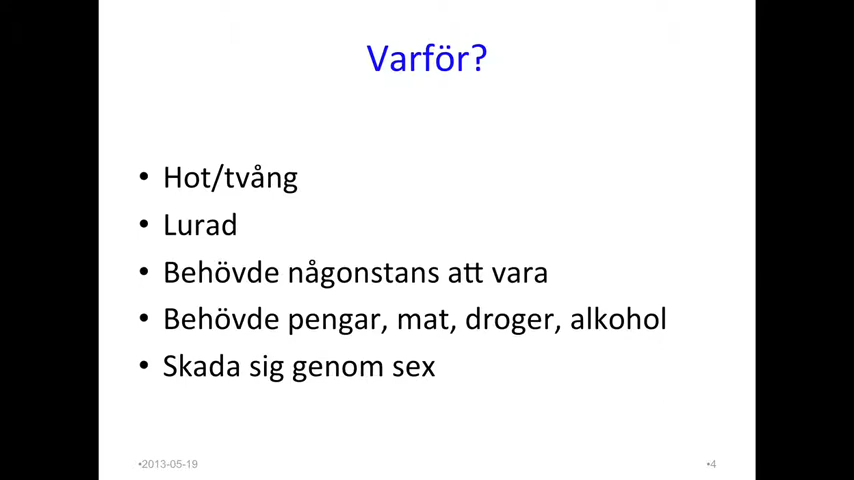 Varför?
• Hot/tvång
• Lurad
• Behövde någonstans att vara
• Behövde pengar, mat, droger, alkohol
• Skada sig genom sex
•2013-05-19
•4